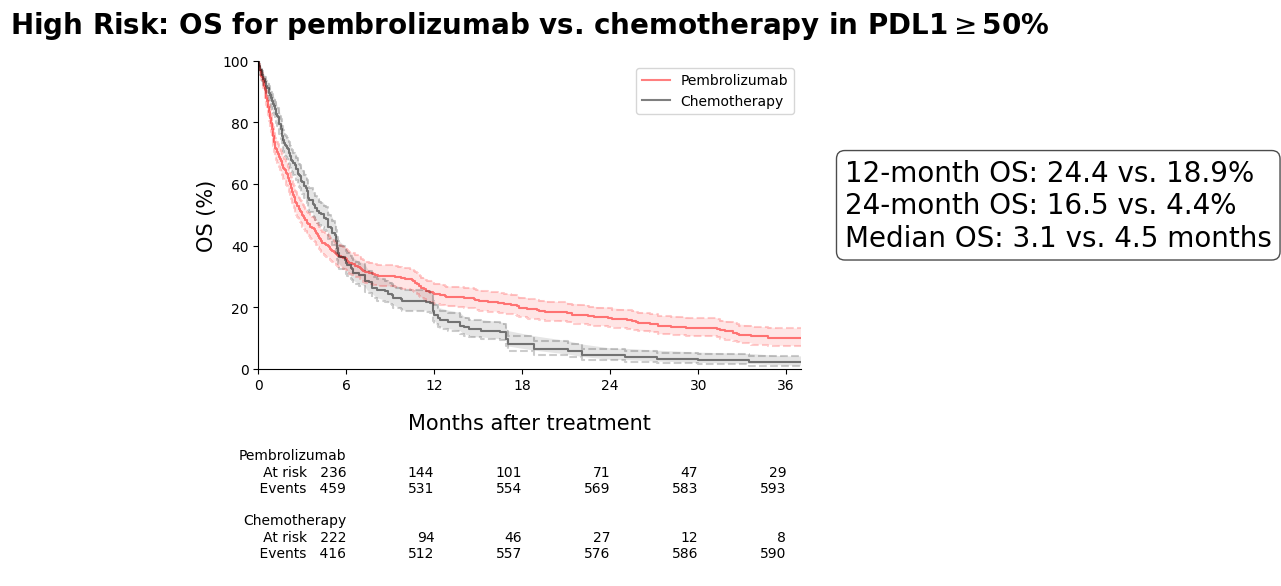 High Risk: OS for pembrolizumab vs. chemotherapy in PDL1 ≥ 50%
100
80
60
40
20
0
OS (%)
Pembrolizumab
Chemotherapy
12-month OS: 24.4 vs. 18.9%
24-month OS: 16.5 vs. 4.4%
Median OS: 3.1 vs. 4.5 months
0 6 12 18 24 30 36
Months after treatment
Pembrolizumab
At risk 236 144 101 71 47 29
Events 459 531 554 569 583 593
Chemotherapy
At risk 222 94 46 27 12 8
Events 416 512 557 576 586 590